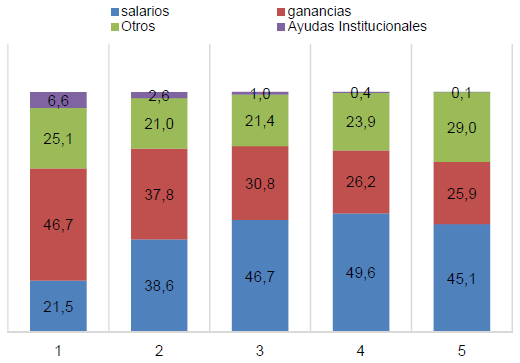 salarios ganancias
Otros Ayudas Institucionales
6,6 2,6 1,0 0,4 0,1
25,1 21,0 21,4 23,9 29,0
46,7 37,8 30,8 26,2 25,9
21,5 38,6 46,7 49,6 45,1
1 2 3 4 5